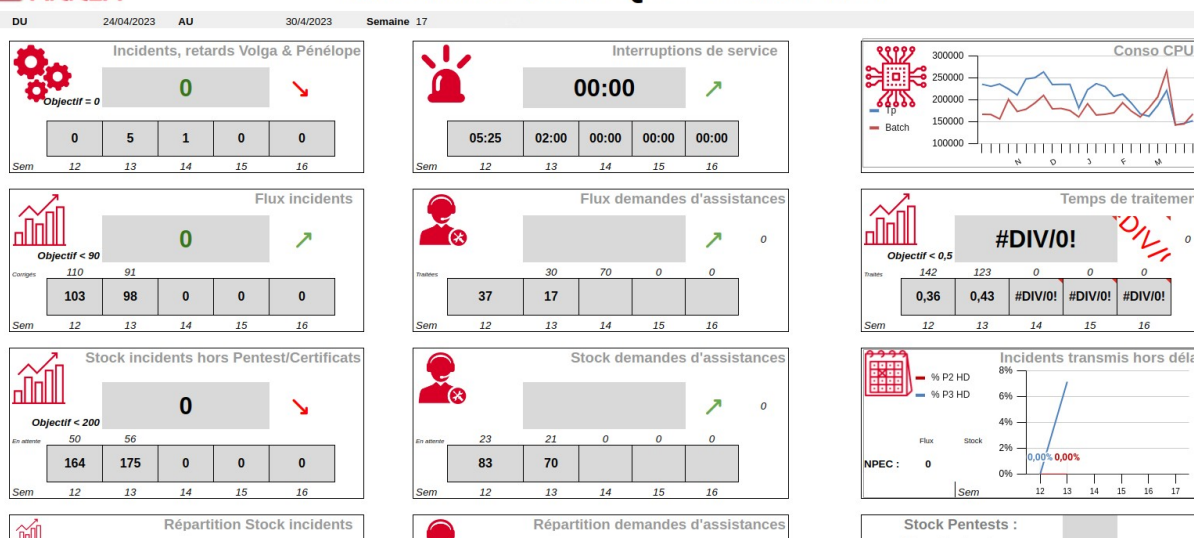 DU 24/04/2023 AU 30/4/2023 Semaine 17
Incidents, retards Volga & Pénélope
Objectif = 0
0
0 5 1 0 0
Sem 12 13 14 15 16
Interruptions de service
00:00
05:25 02:00 00:00 00:00 00:00
Sem 12 13 14 15 16
Conso CPU
300000
250000
200000
150000
100000
Tp
Batch
N D J F M
Flux incidents
0
Objectif < 90
Corrigés 110 91
103 98 0 0 0
Sem 12 13 14 15 16
Flux demandes d'assistances
0
Traitées 30 70 0 0
37 17
Sem 12 13 14 15 16
Temps de traitemen
#DIV/0! #DIV/( 0
Objectif < 0,5
Traités 142 123 0 0 0
0,36 0,43 #DIV/0! #DIV/0! #DIV/0!
Sem 12 13 14 15 16
Stock incidents hors Pentest/Certificats
0
Objectif < 200
En attente 50 56
164 175 0 0 0
Sem 12 13 14 15 16
Stock demandes d'assistances
0
En attente 23 21 0 0 0
83 70
Sem 12 13 14 15 16
Incidents transmis hors déla
% P2 HD
% P3 HD
8%
6%
4%
2%
0%
0,00% 0,00%
Flux Stock
NPEC : 0
Sem 12 13 14 15 16 17
Répartition Stock incidents
Répartition demandes d'assistances
Stock Pentests :